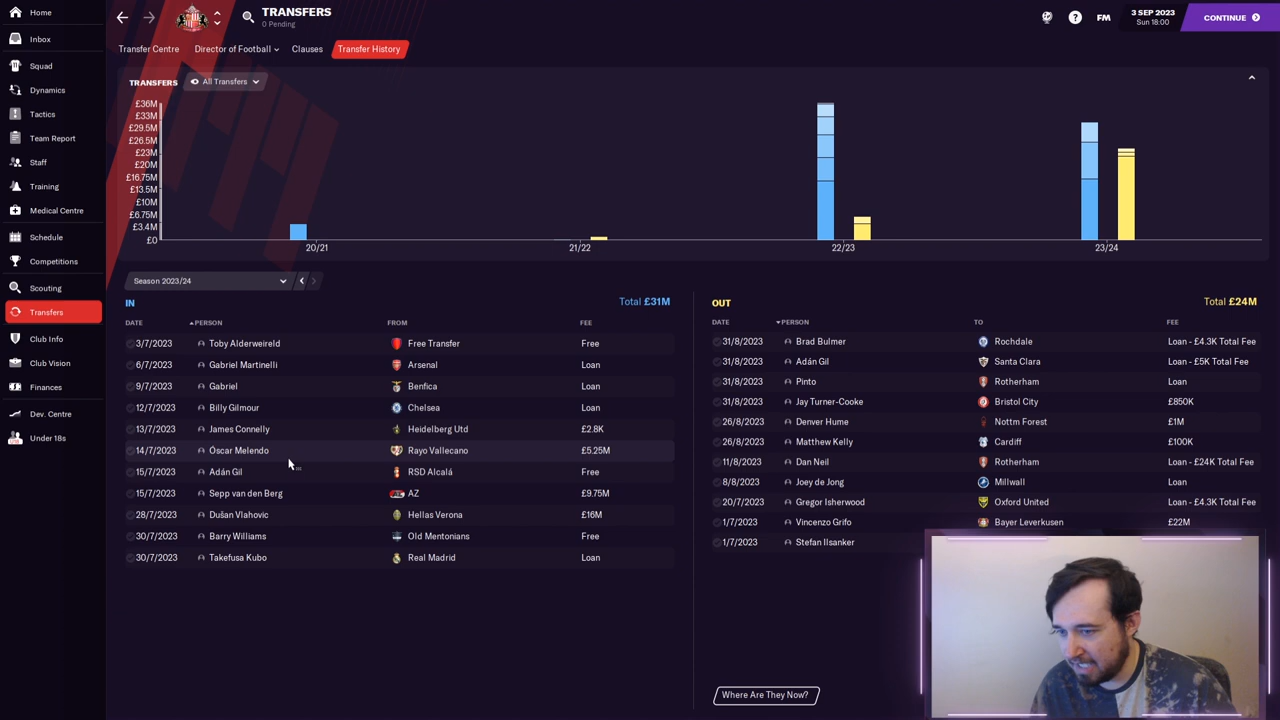 Home
Inbox
Squad
Dynamics
Tactics
Team Report
Staff
Training
Medical Centre
Schedule
Competitions
Scouting
Transfers
Club Info
Club Vision
Finances
Dev. Centre
Under 18s
TRANSFERS
0 Pending
? FM 3 SEP 2023 CONTINUE
Sun 18:00
Transfer Centre Director of Football Clauses Transfer History
TRANSFERS All Transfers
£36M
£33M
£29.5M
£26.5M
£23M
£20M
£16.75M
£13.5M
£10M
£6.75M
£3.4M
£0
20/21 21/22 22/23 23/24
Season 2023/24
IN Total £31M
DATE PERSON FROM FEE
3/7/2023 Toby Alderweireld Free Transfer Free
6/7/2023 Gabriel Martinelli Arsenal Loan
9/7/2023 Gabriel Benfica Loan
12/7/2023 Billy Gilmour Chelsea Loan
13/7/2023 James Connelly Heidelberg Utd £2.8K
14/7/2023 Óscar Melendo Rayo Vallecano £5.25M
15/7/2023 Adán Gil RSD Alcalá Free
15/7/2023 Sepp van den Berg AZ £9.75M
28/7/2023 Dušan Vlahovic Hellas Verona £16M
30/7/2023 Barry Williams Old Mentonians Free
30/7/2023 Takefusa Kubo Real Madrid Loan
OUT Total £24M
DATE PERSON TO FEE
31/8/2023 Brad Bulmer Rochdale Loan - £4.3K Total Fee
31/8/2023 Adán Gil Santa Clara Loan - £5K Total Fee
31/8/2023 Pinto Rotherham Loan
31/8/2023 Jay Turner-Cooke Bristol City £850K
26/8/2023 Denver Hume Nottm Forest £1M
26/8/2023 Matthew Kelly Cardiff £100K
11/8/2023 Dan Neil Rotherham Loan - £24K Total Fee
8/8/2023 Joey de Jong Millwall Loan
20/7/2023 Gregor Isherwood Oxford United Loan - £4.3K Total Fee
1/7/2023 Vincenzo Grifo Bayer Leverkusen £22M
1/7/2023 Stefan Ilsanker
Where Are They Now?